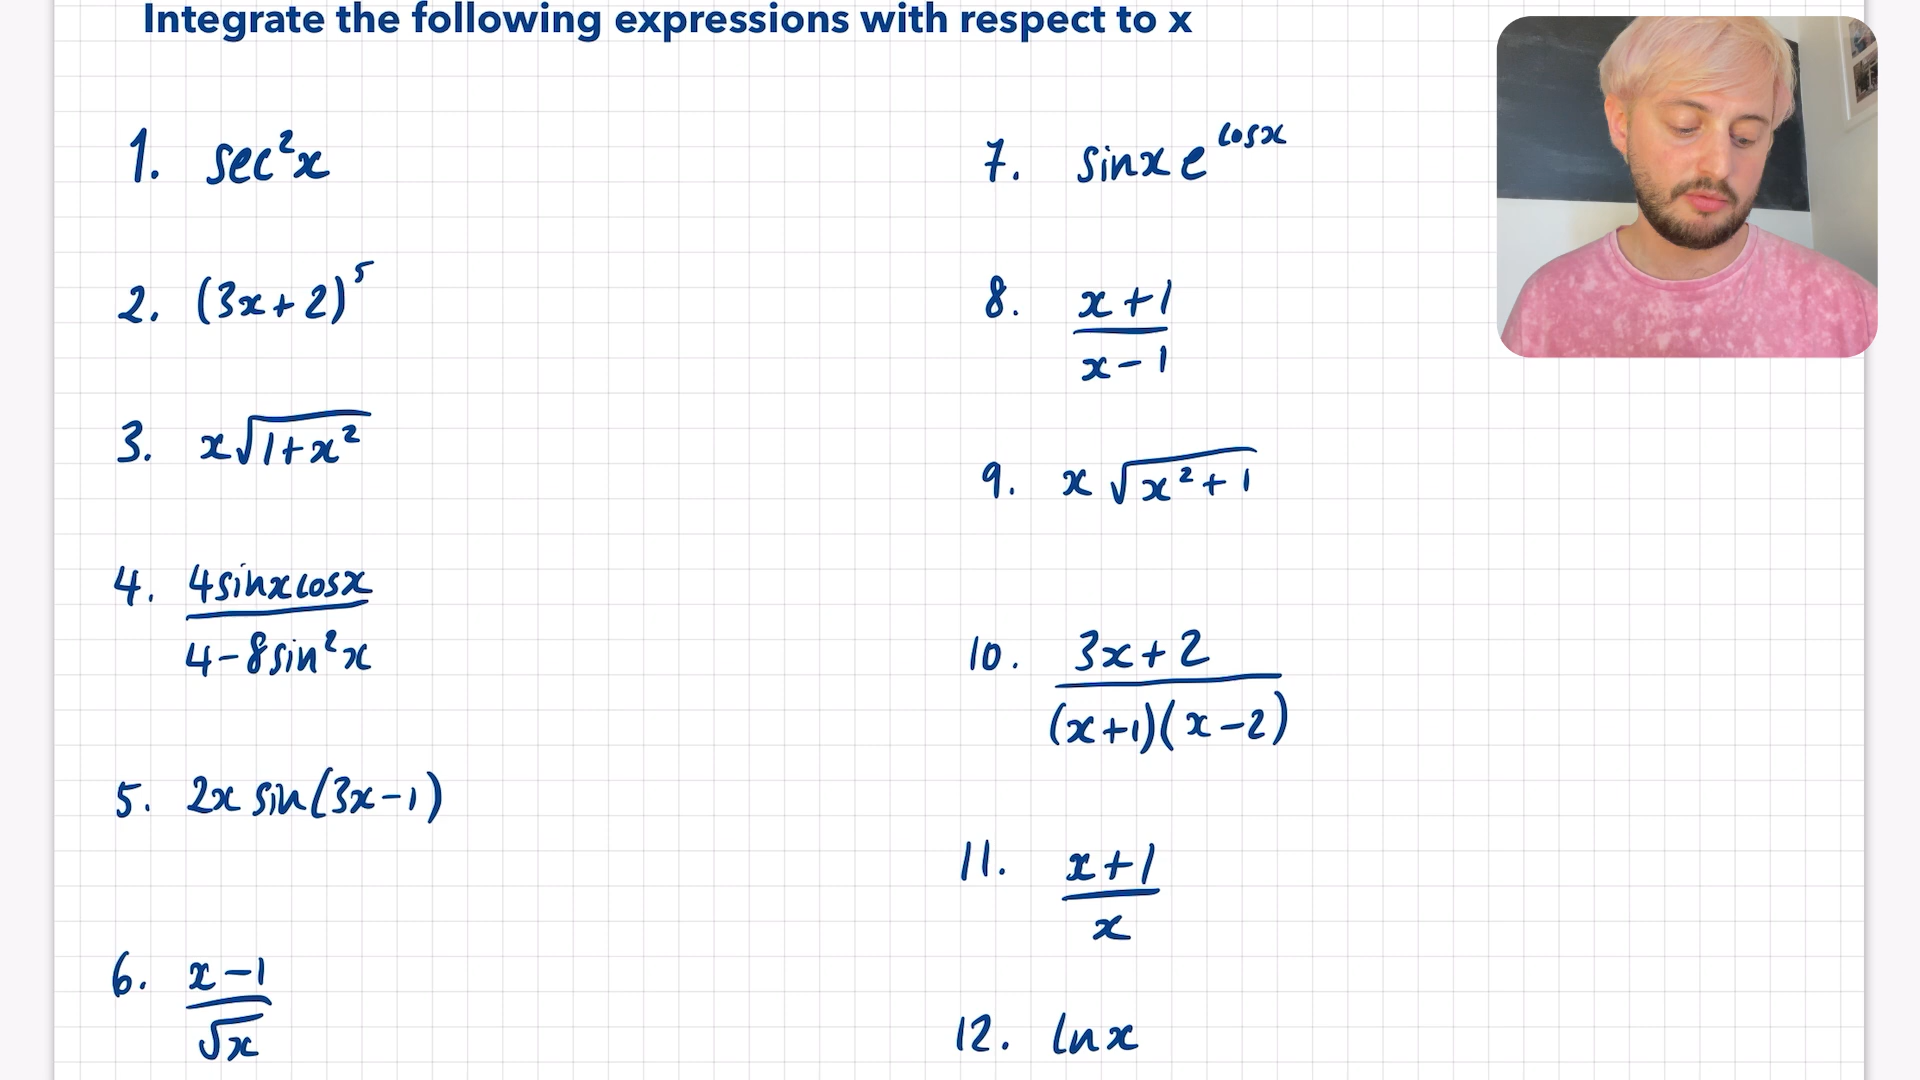 Integrate the following expressions with respect to x
1. sec²x
2. (3x+2)⁵
3. x√(1+x²)
4. 4sinxcosx
4-8sin²x
5. 2x sin(3x-1)
6. x-1
√x
7. sinx e^cosx
8. x+1
x-1
9. x√(x²+1)
10. 3x+2
(x+1)(x-2)
11. x+1
x
12. lnx